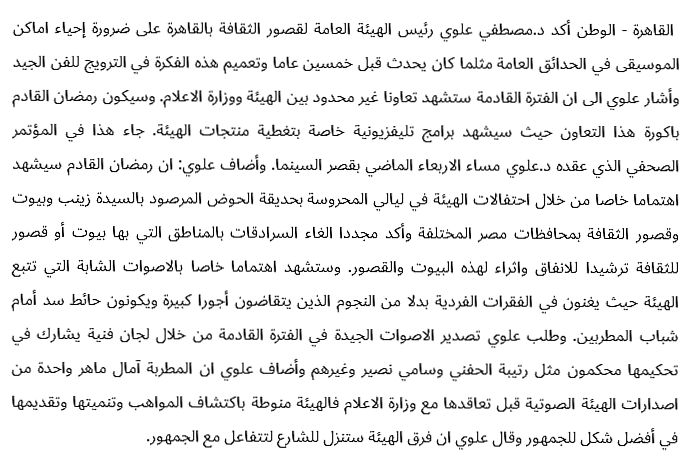 القاهرة - الوطن أكد د.مصطفي علوي رئيس الهيئة العامة لقصور الثقافة بالقاهرة على ضرورة إحياء اماكن
الموسيقى في الحدائق العامة مثلما كان يحدث قبل خمسين عاما وتعميم هذه الفكرة في الترويج للفن الجيد
وأشار علوي الى ان الفترة القادمة ستشهد تعاونا غير محدود بين الهيئة ووزارة الاعلام. وسيكون رمضان القادم
باكورة هذا التعاون حيث سيشهد برامج تليفزيونية خاصة بتغطية منتجات الهيئة. جاء هذا في المؤتمر
الصحفي الذي عقده د.علوي مساء الاربعاء الماضي بقصر السينما. وأضاف علوي: ان رمضان القادم سيشهد
اهتماما خاصا من خلال احتفالات الهيئة في ليالي المحروسة بحديقة الحوض المرصود بالسيدة زينب وبيوت
وقصور الثقافة بمحافظات مصر المختلفة وأكد مجددا الغاء السرادقات بالمناطق التي بها بيوت أو قصور
للثقافة ترشيدا للانفاق واثراء لهذه البيوت والقصور. وستشهد اهتماما خاصا بالاصوات الشابة التي تتبع
الهيئة حيث يغنون في الفقرات الفردية بدلا من النجوم الذين يتقاضون أجورا كبيرة ويكونون حائط سد أمام
شباب المطربين. وطلب علوي تصدير الاصوات الجيدة في الفترة القادمة من خلال لجان فنية يشارك في
تحكيمها محكمون مثل رتيبة الحفني وسامي نصير وغيرهم وأضاف علوي ان المطربة آمال ماهر واحدة من
اصدارات الهيئة الصوتية قبل تعاقدها مع وزارة الاعلام فالهيئة منوطة باكتشاف المواهب وتنميتها وتقديمها
في أفضل شكل للجمهور وقال علوي ان فرق الهيئة ستنزل للشارع لتتفاعل مع الجمهور.